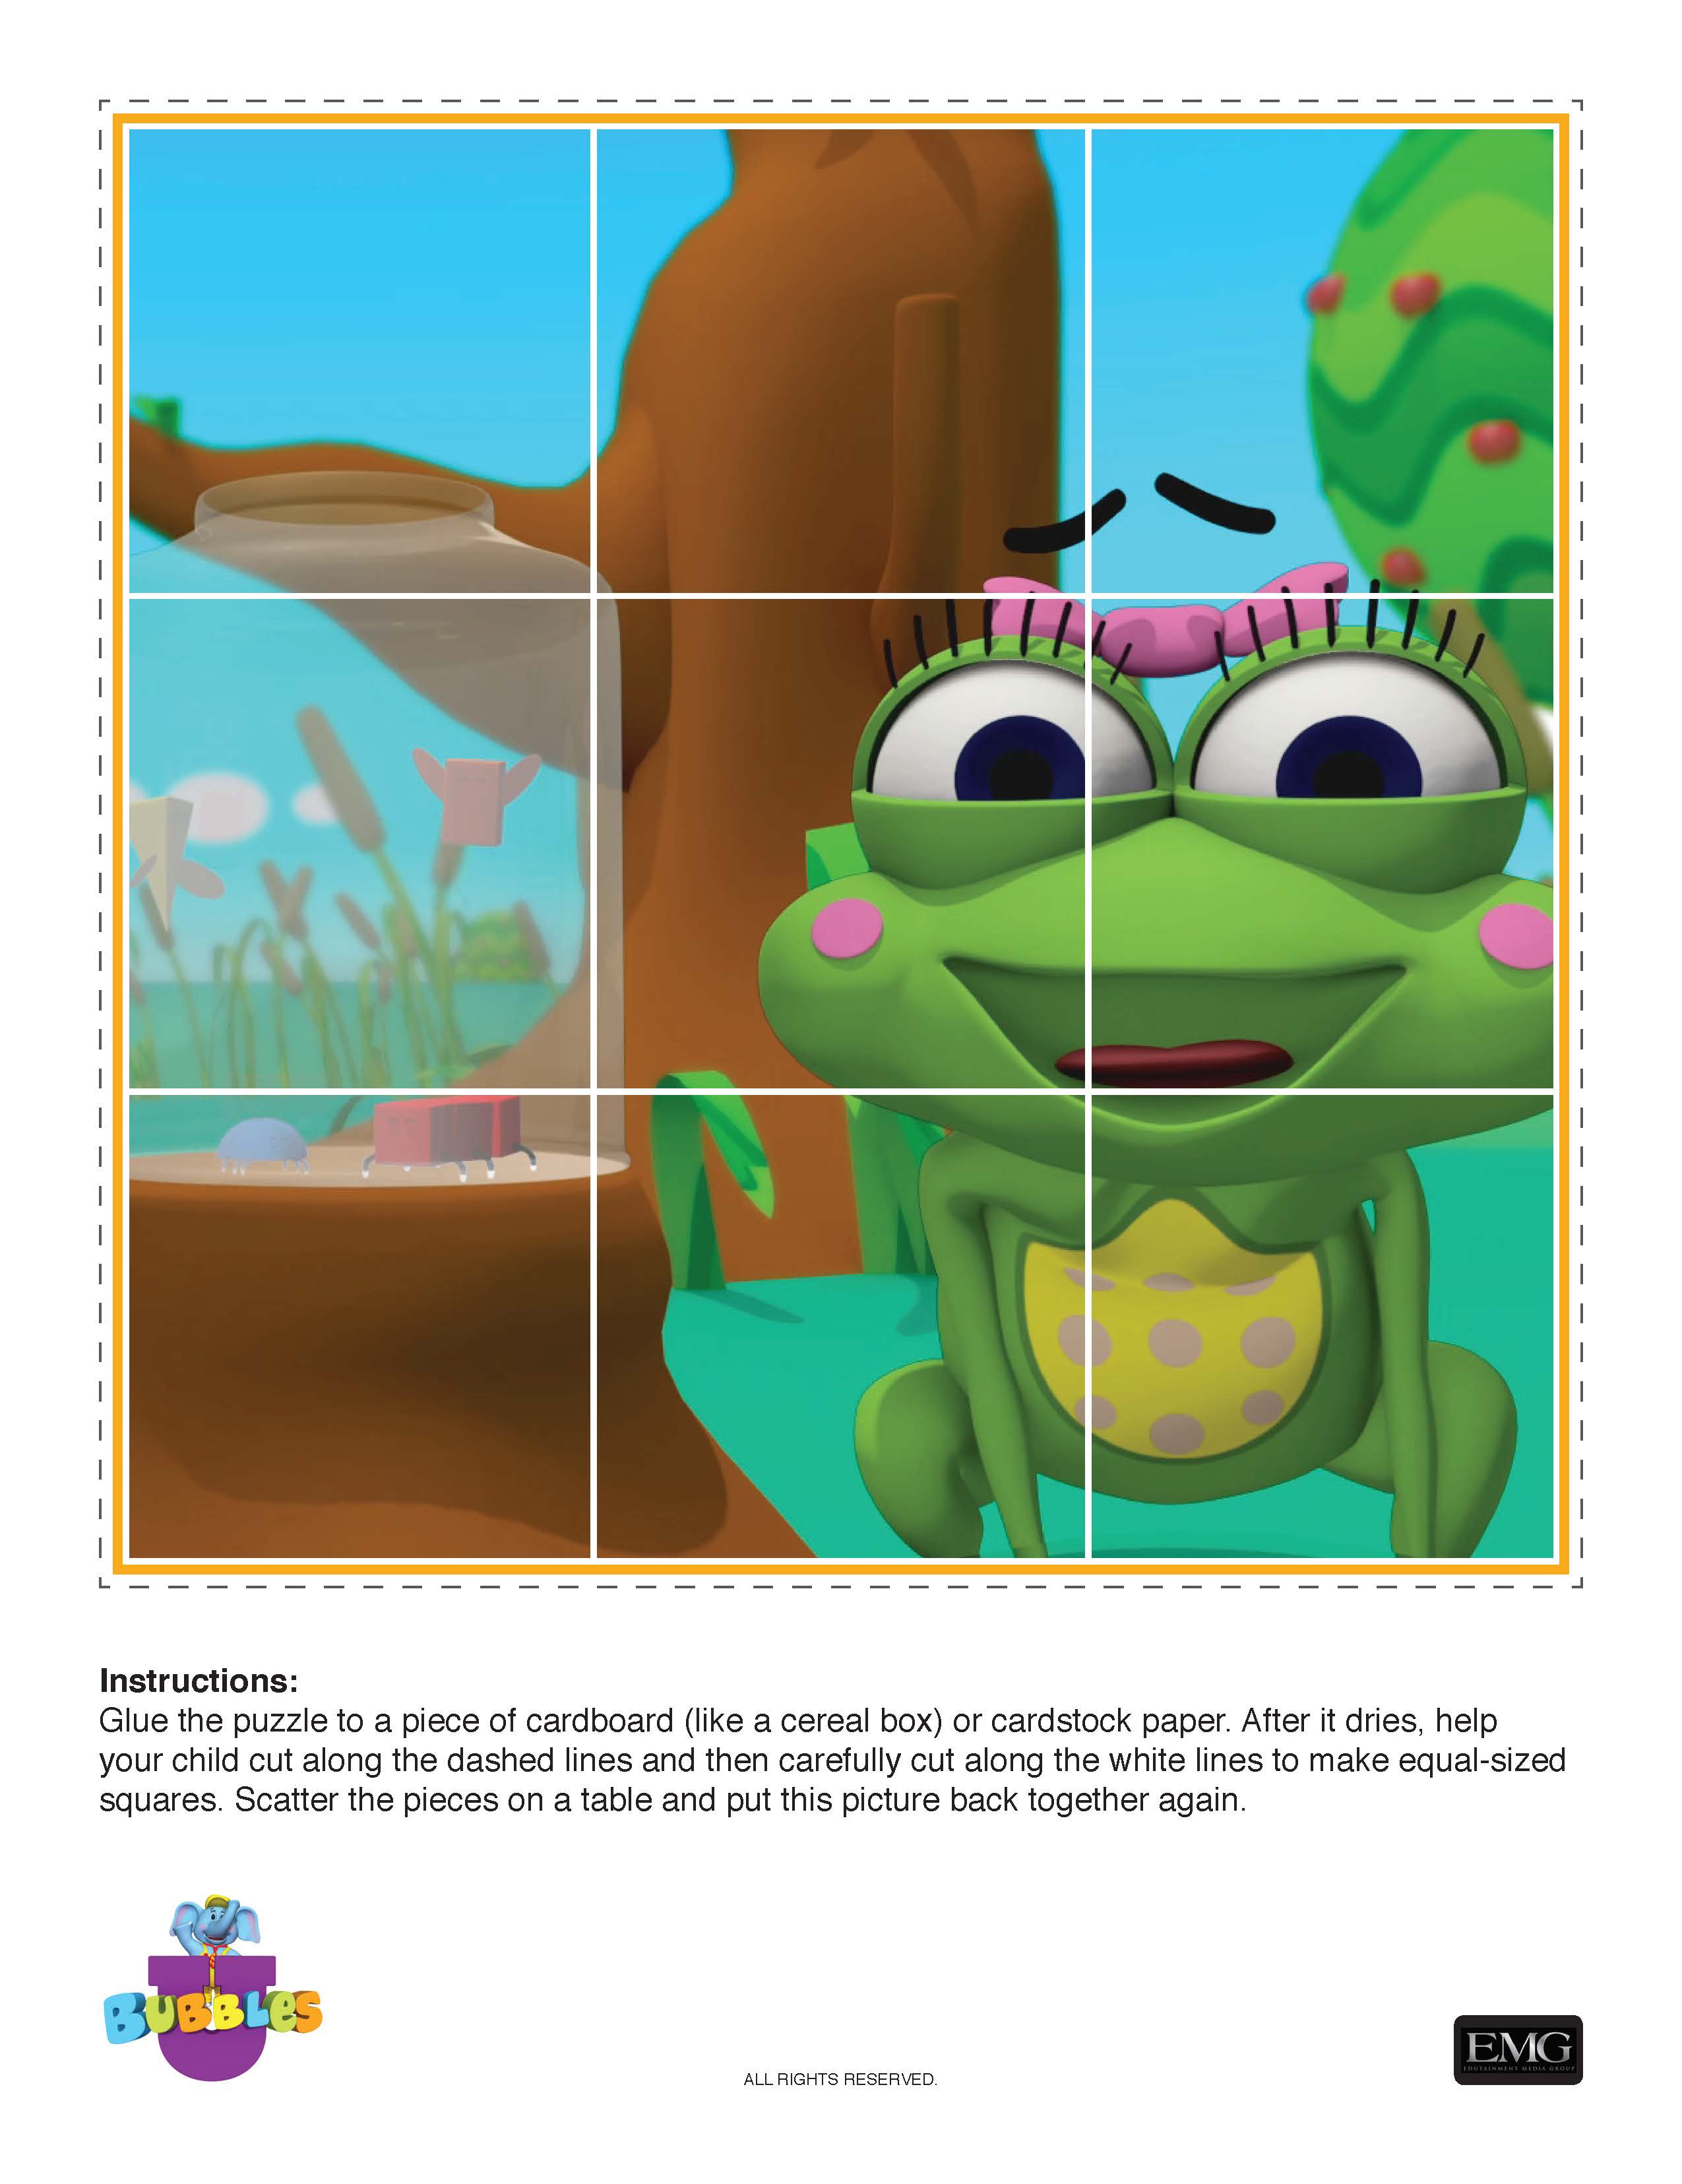 Instructions:
Glue the puzzle to a piece of cardboard (like a cereal box) or cardstock paper. After it dries, help
your child cut along the dashed lines and then carefully cut along the white lines to make equal-sized
squares. Scatter the pieces on a table and put this picture back together again.
U
BUBBLes
EMG
EDUTAINMENT MEDIA GROUP
ALL RIGHTS RESERVED.